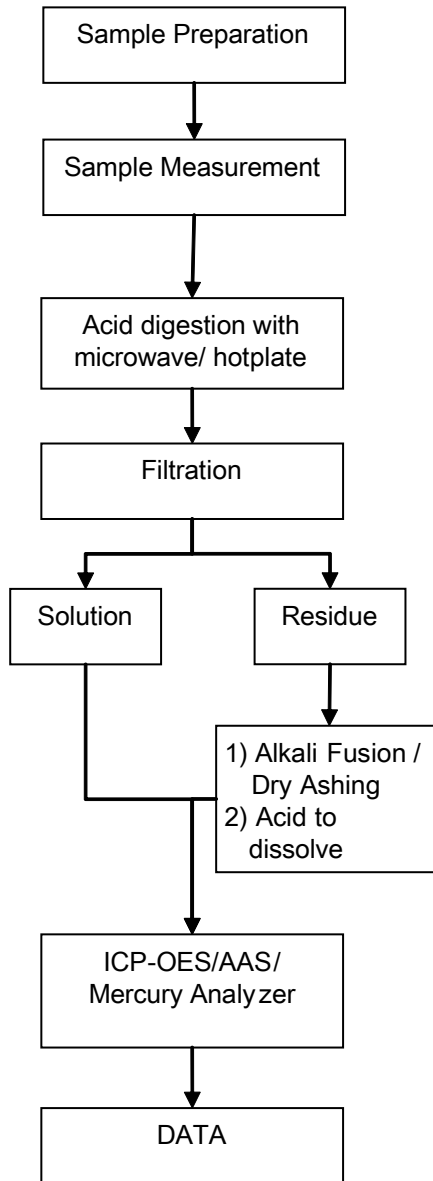 Sample Preparation
Sample Measurement
Acid digestion with
microwave/ hotplate
Filtration
Solution
Residue
1) Alkali Fusion /
Dry Ashing
2) Acid to
dissolve
ICP-OES/AAS/
Mercury Analyzer
DATA